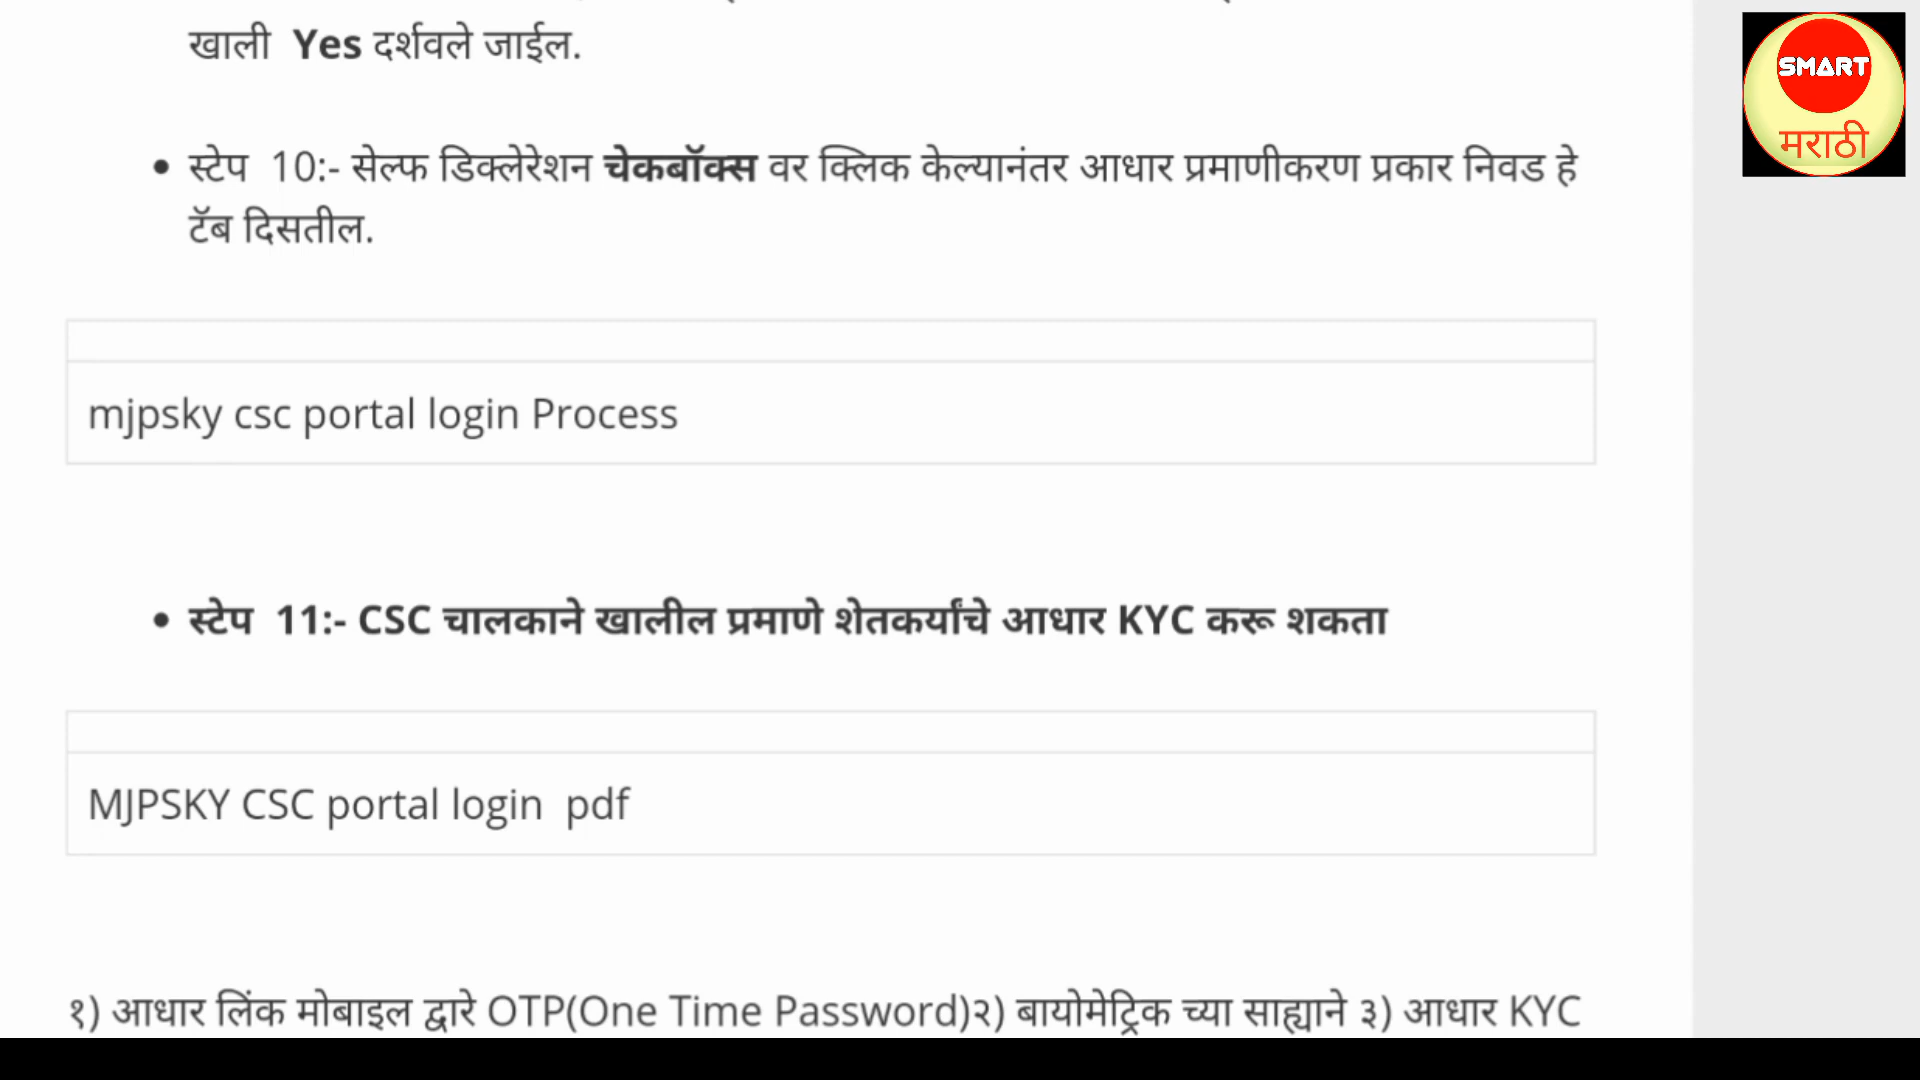 खाली Yes दर्शवले जाईल.
SMART
मराठी
• स्टेप 10:- सेल्फ डिक्लेरेशन चेकबॉक्स वर क्लिक केल्यानंतर आधार प्रमाणीकरण प्रकार निवड हे
टॅब दिसतील.
mjpsky csc portal login Process
• स्टेप 11:- CSC चालकाने खालील प्रमाणे शेतकर्यांचे आधार KYC करू शकता
MJPSKY CSC portal login pdf
१) आधार लिंक मोबाइल द्वारे OTP(One Time Password)२) बायोमेट्रिक च्या साह्याने ३) आधार KYC